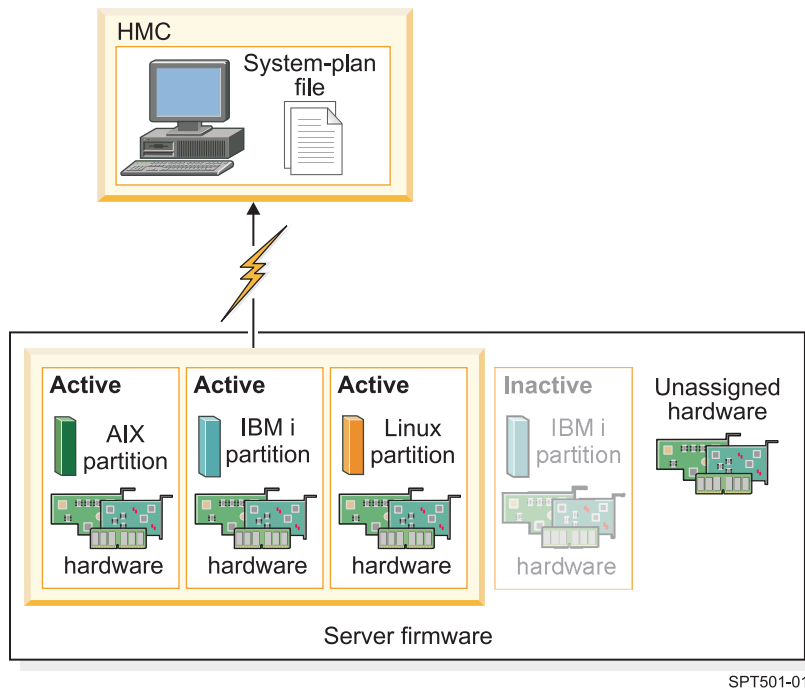 HMC
System-plan
file
Active
AIX
partition
hardware
Active
IBM i
partition
hardware
Active
Linux
partition
hardware
Inactive
IBM i
partition
hardware
Unassigned
hardware
Server firmware
SPT501-01